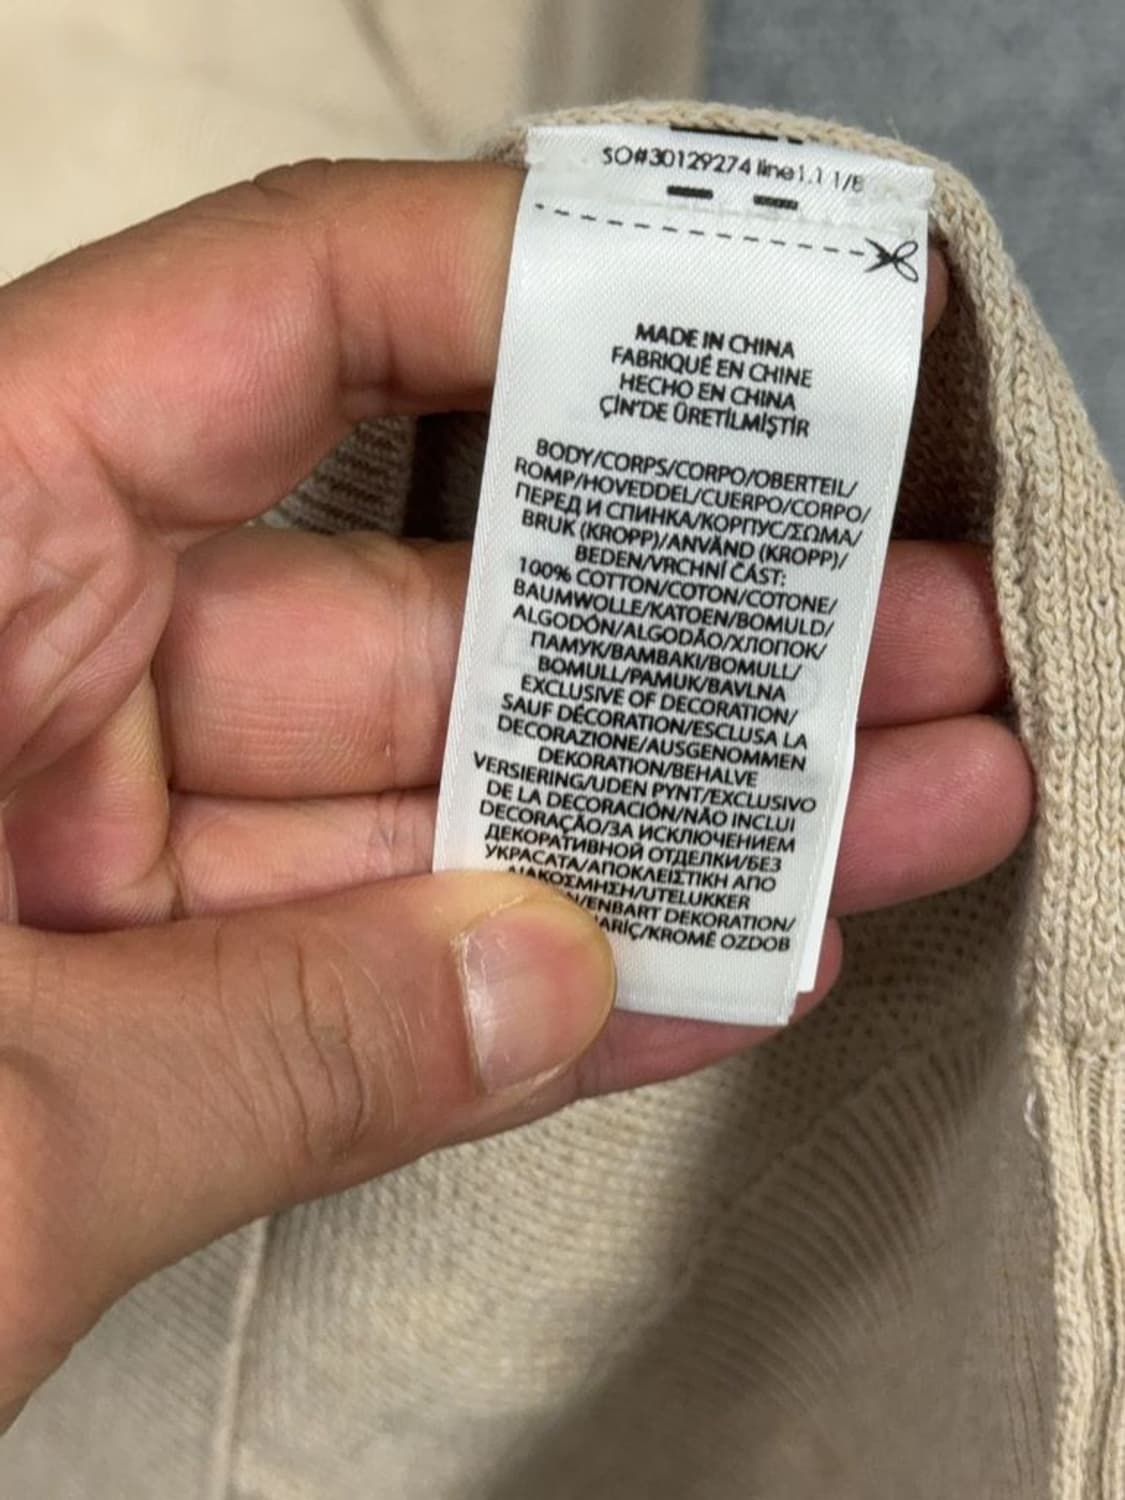 SO#30129274 line1.1 1/8
MADE IN CHINA
FABRIQUÉ EN CHINE
HECHO EN CHINA
ÇİN'DE ÜRETİLMİŞTİR
BODY/CORPS/CORPO/OBERTEIL/
ROMP/HOVEDDEL/CUERPO/CORPO/
ПЕРЕД И СПИНКА/КОРПУС/ΣΩΜΑ/
BRUK (KROPP)/ANVÄND (KROPP)/
BEDEN/VRCHNÍ ČÁST:
100% COTTON/COTON/COTONE/
BAUMWOLLE/KATOEN/BOMULD/
ALGODÓN/ALGODÃO/ХЛОПОК/
ПАМУК/ΒΑΜΒΑΚΙ/BOMULL/
BOMULL/PAMUK/BAVLNA
EXCLUSIVE OF DECORATION/
SAUF DÉCORATION/ESCLUSA LA
DECORAZIONE/AUSGENOMMEN
DEKORATION/BEHALVE
VERSIERING/UDEN PYNT/EXCLUSIVO
DE LA DECORACIÓN/NÃO INCLUI
DECORAÇÃO/ЗА ИСКЛЮЧЕНИЕМ
ДЕКОРАТИВНОЙ ОТДЕЛКИ/БЕЗ
УКРАСАТА/ΑΠΟΚΛΕΙΣΤΙΚΗ ΑΠΟ
ΔΙΑΚΟΣΜΗΣΗ/UTELUKKER
/ENBART DEKORATION/
/KROMĚ OZDOB